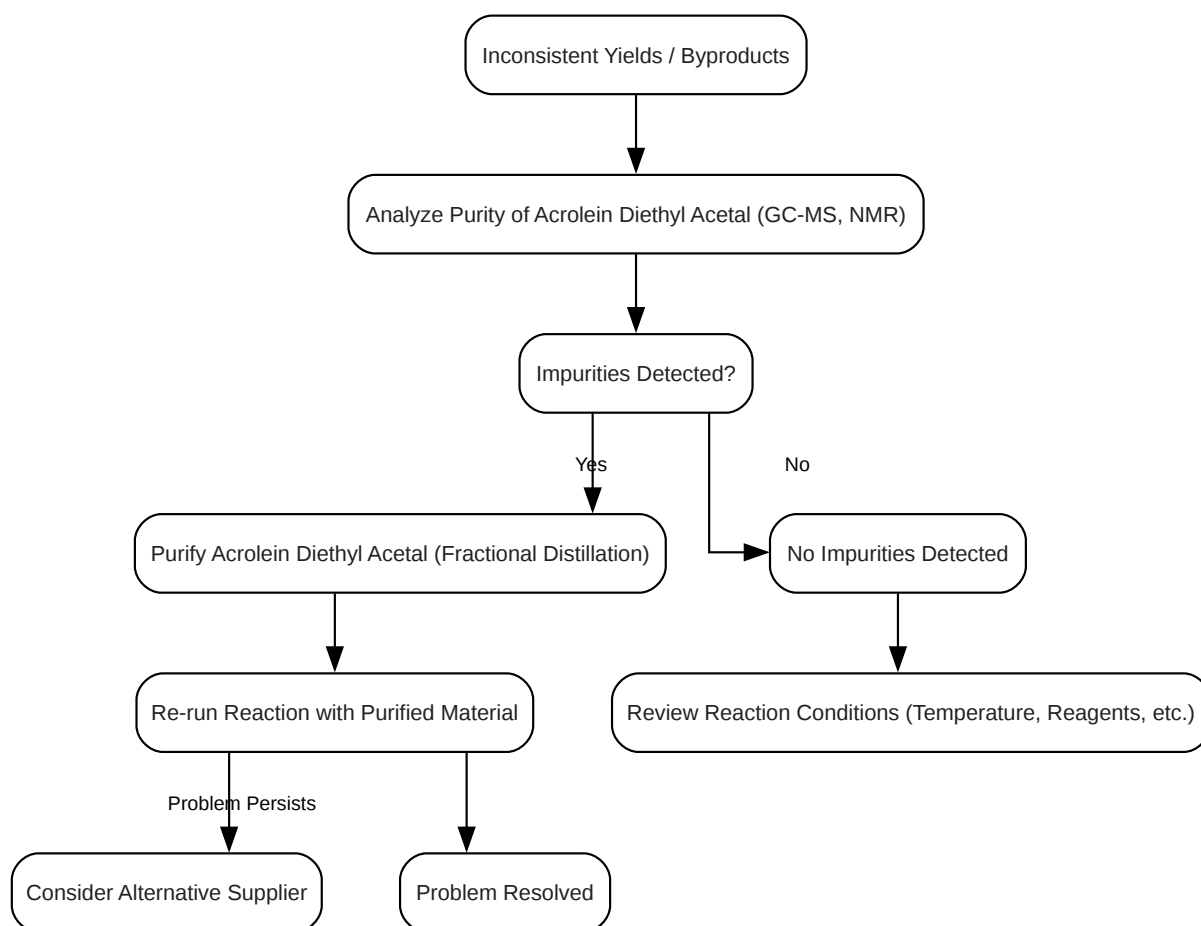 Inconsistent Yields / Byproducts
Analyze Purity of Acrolein Diethyl Acetal (GC-MS, NMR)
Impurities Detected?
Yes
No
Purify Acrolein Diethyl Acetal (Fractional Distillation)
No Impurities Detected
Re-run Reaction with Purified Material
Review Reaction Conditions (Temperature, Reagents, etc.)
Problem Persists
Consider Alternative Supplier
Problem Resolved